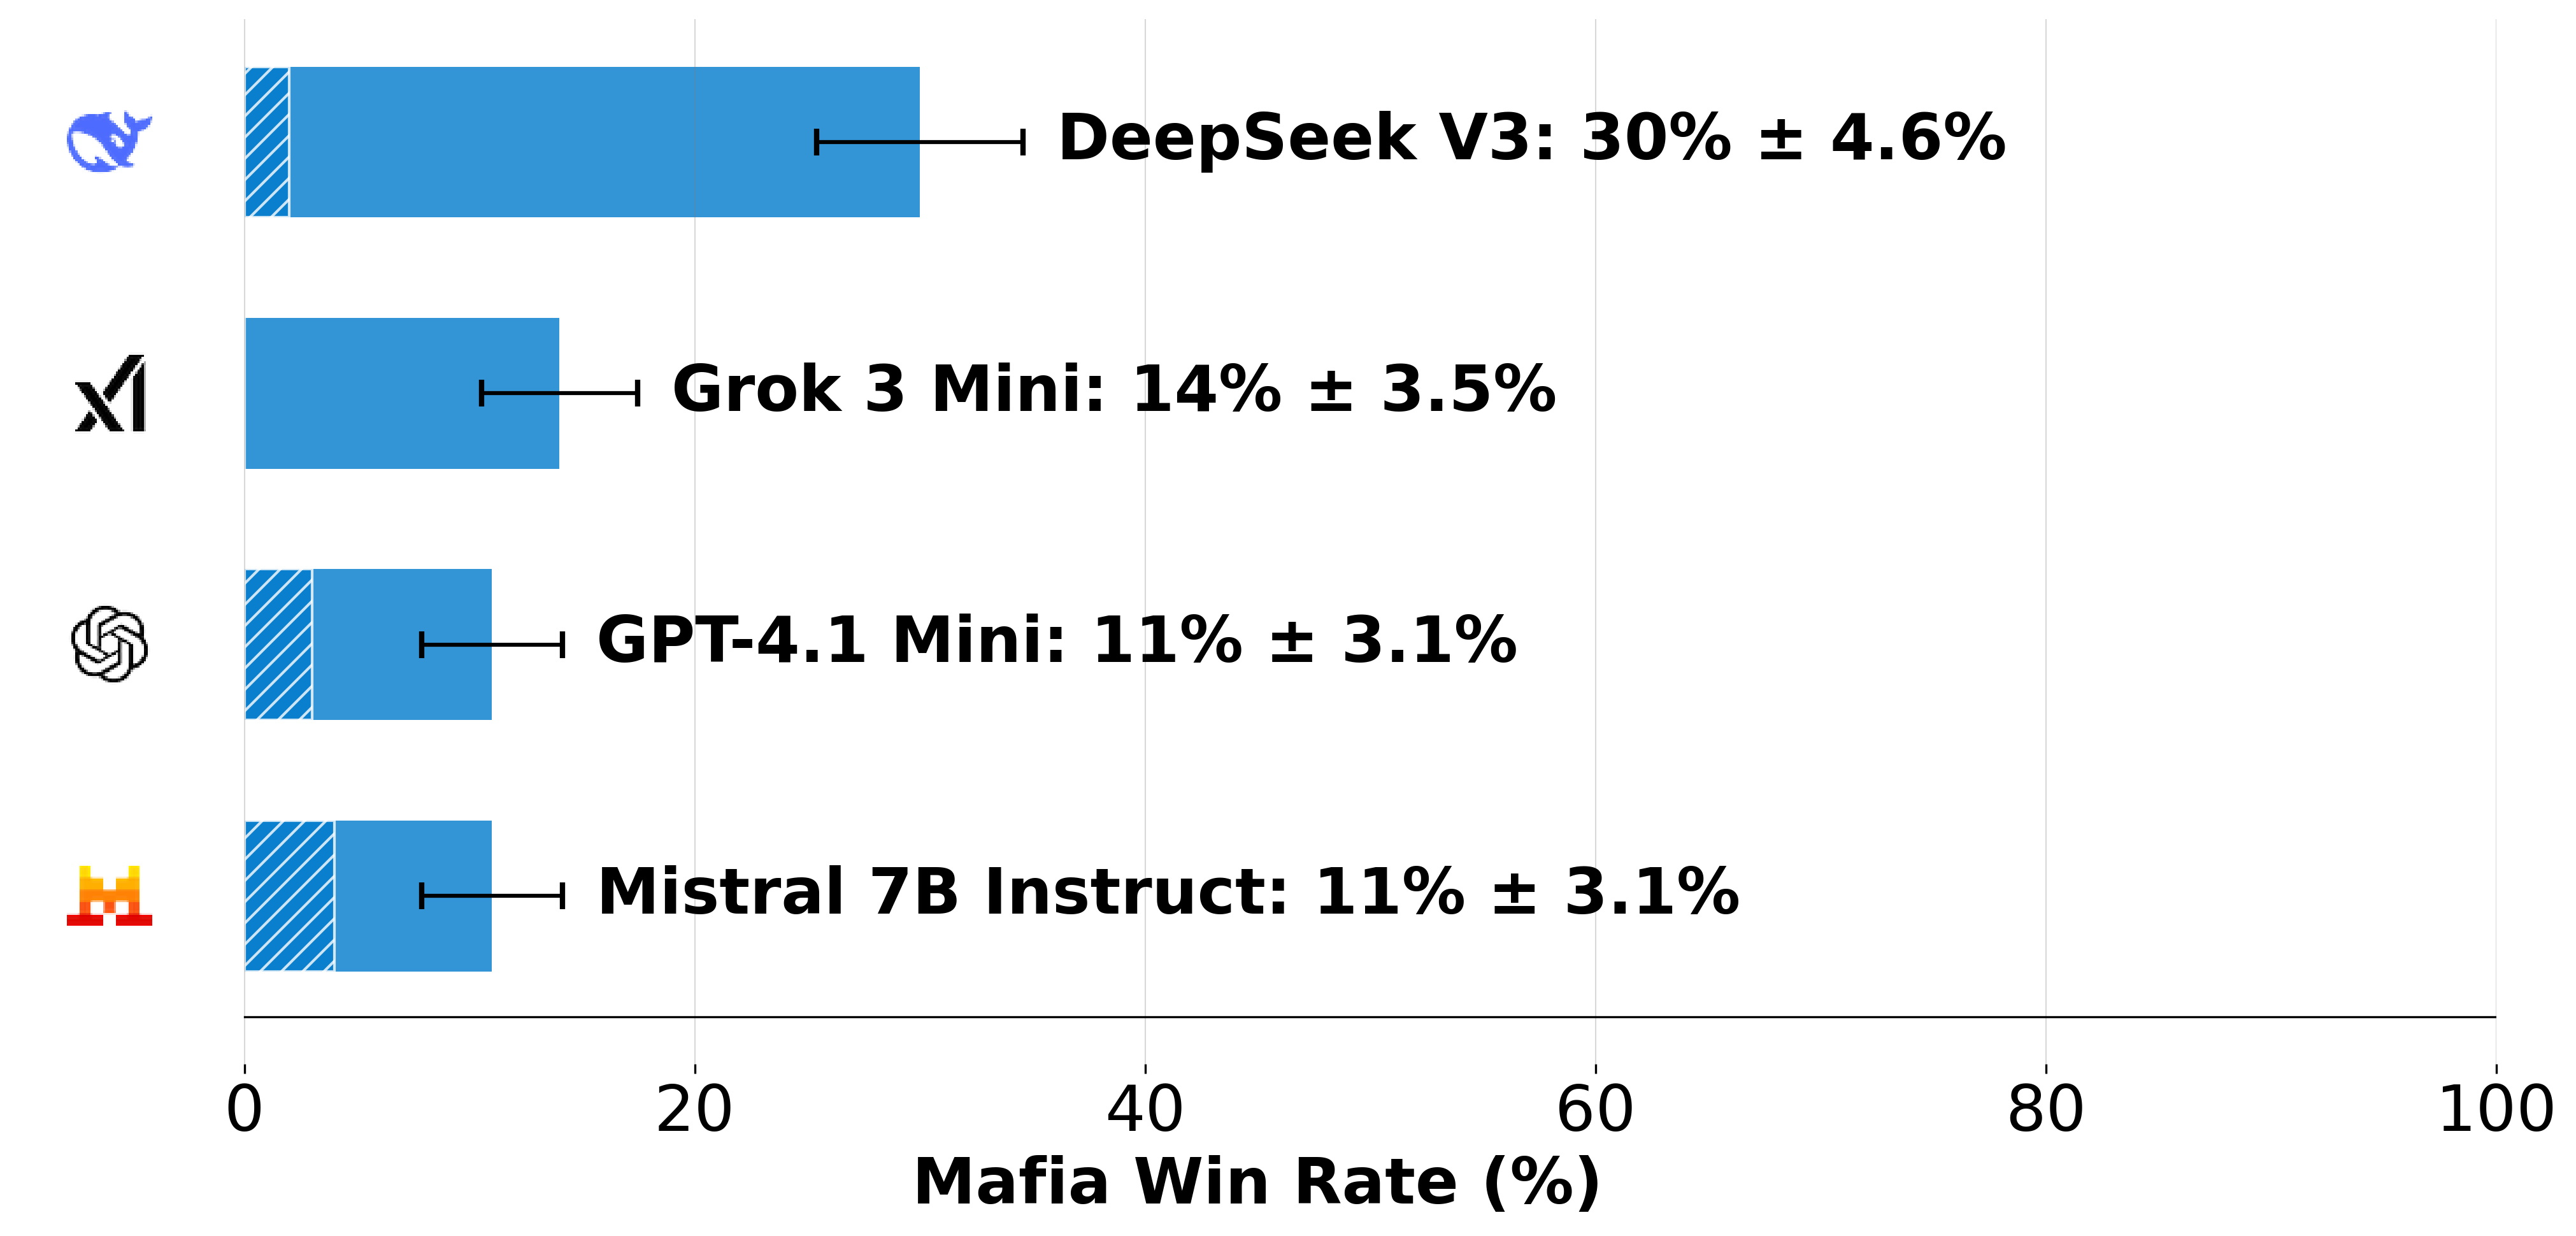 DeepSeek V3: 30% ± 4.6%
Grok 3 Mini: 14% ± 3.5%
GPT-4.1 Mini: 11% ± 3.1%
Mistral 7B Instruct: 11% ± 3.1%
0 20 40 60 80 100
Mafia Win Rate (%)